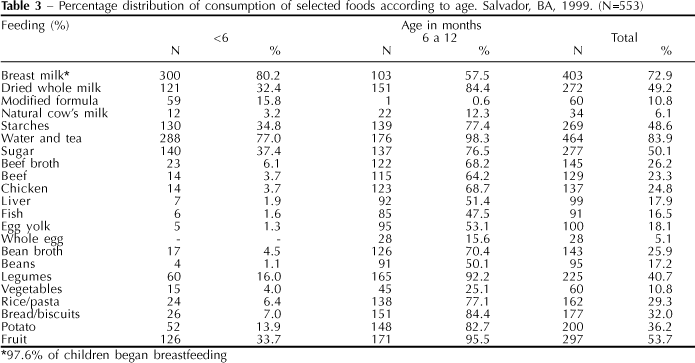 Table 3 – Percentage distribution of consumption of selected foods according to age. Salvador, BA, 1999. (N=553)
Feeding (%) Age in months
<6 6 a 12 Total
N % N % N %
Breast milk* 300 80.2 103 57.5 403 72.9
Dried whole milk 121 32.4 151 84.4 272 49.2
Modified formula 59 15.8 1 0.6 60 10.8
Natural cow's milk 12 3.2 22 12.3 34 6.1
Starches 130 34.8 139 77.4 269 48.6
Water and tea 288 77.0 176 98.3 464 83.9
Sugar 140 37.4 137 76.5 277 50.1
Beef broth 23 6.1 122 68.2 145 26.2
Beef 14 3.7 115 64.2 129 23.3
Chicken 14 3.7 123 68.7 137 24.8
Liver 7 1.9 92 51.4 99 17.9
Fish 6 1.6 85 47.5 91 16.5
Egg yolk 5 1.3 95 53.1 100 18.1
Whole egg - - 28 15.6 28 5.1
Bean broth 17 4.5 126 70.4 143 25.9
Beans 4 1.1 91 50.1 95 17.2
Legumes 60 16.0 165 92.2 225 40.7
Vegetables 15 4.0 45 25.1 60 10.8
Rice/pasta 24 6.4 138 77.1 162 29.3
Bread/biscuits 26 7.0 151 84.4 177 32.0
Potato 52 13.9 148 82.7 200 36.2
Fruit 126 33.7 171 95.5 297 53.7
*97.6% of children began breastfeeding